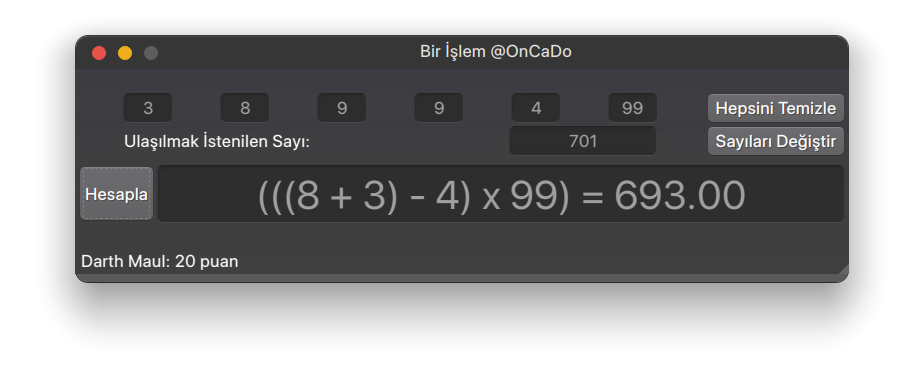 Bir İşlem @OnCaDo
3 8 9 9 4 99 Hepsini Temizle
Ulaşılmak İstenilen Sayı: 701 Sayıları Değiştir
Hesapla (((8 + 3) - 4) x 99) = 693.00
Darth Maul: 20 puan